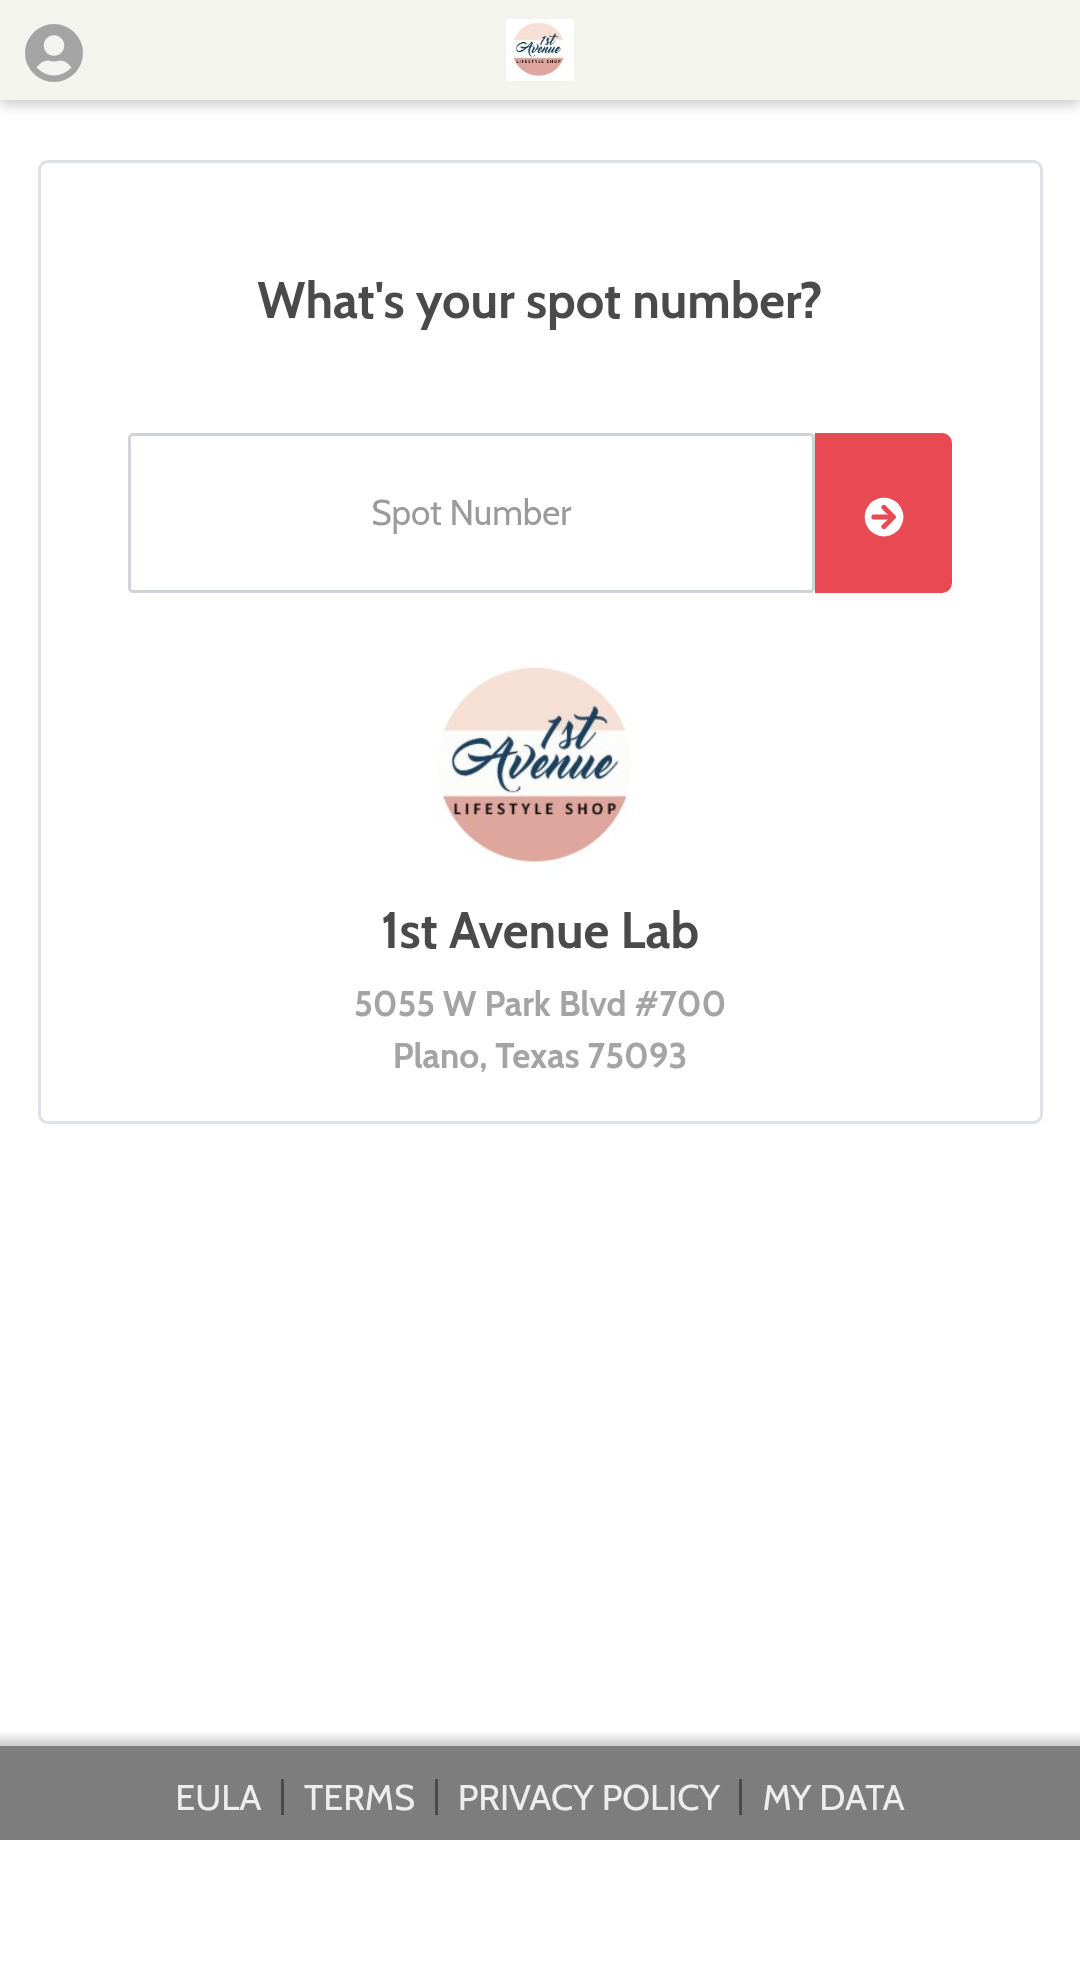 1st
Avenue
LIFESTYLE SHOP
What's your spot number?
Spot Number
1st
Avenue
LIFESTYLE SHOP
1st Avenue Lab
5055 W Park Blvd #700
Plano, Texas 75093
EULA | TERMS | PRIVACY POLICY | MY DATA